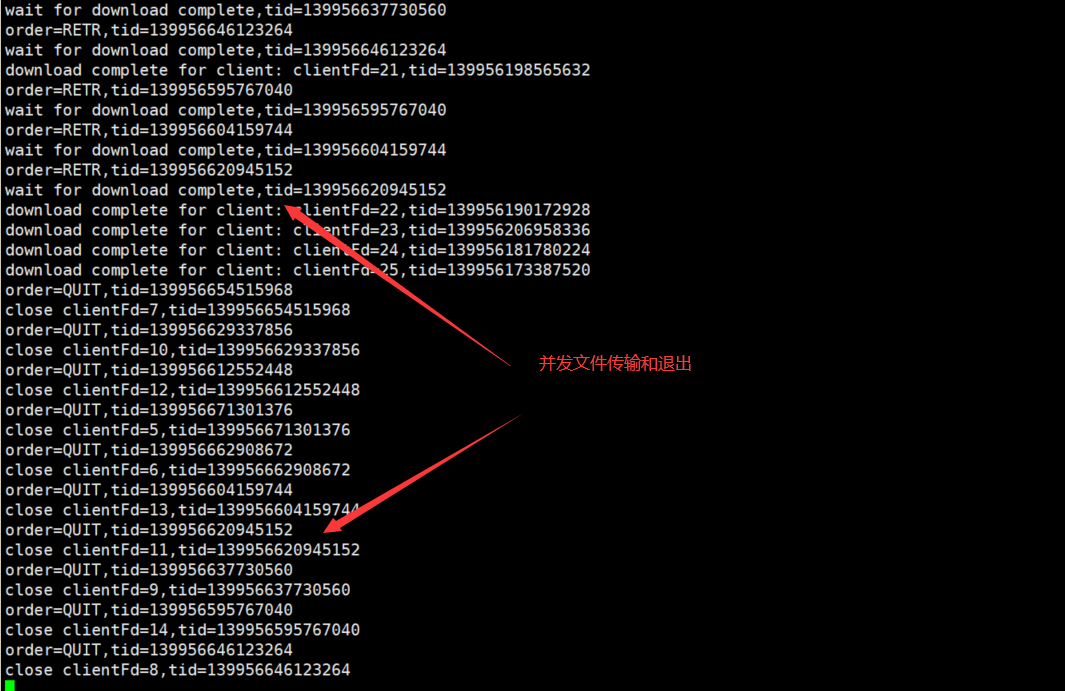 wait for download complete,tid=139956637730560
order=RETR,tid=139956646123264
wait for download complete,tid=139956646123264
download complete for client: clientFd=21,tid=139956198565632
order=RETR,tid=139956595767040
wait for download complete,tid=139956595767040
order=RETR,tid=139956604159744
wait for download complete,tid=139956604159744
order=RETR,tid=139956620945152
wait for download complete,tid=139956620945152
download complete for client: clientFd=22,tid=139956190172928
download complete for client: clientFd=23,tid=139956206958336
download complete for client: clientFd=24,tid=139956181780224
download complete for client: clientFd=25,tid=139956173387520
order=QUIT,tid=139956654515968
close clientFd=7,tid=139956654515968
order=QUIT,tid=139956629337856
close clientFd=10,tid=139956629337856
并发文件传输和退出
order=QUIT,tid=139956612552448
close clientFd=12,tid=139956612552448
order=QUIT,tid=139956671301376
close clientFd=5,tid=139956671301376
order=QUIT,tid=139956662908672
close clientFd=6,tid=139956662908672
order=QUIT,tid=139956604159744
close clientFd=13,tid=139956604159744
order=QUIT,tid=139956620945152
close clientFd=11,tid=139956620945152
order=QUIT,tid=139956637730560
close clientFd=9,tid=139956637730560
order=QUIT,tid=139956595767040
close clientFd=14,tid=139956595767040
order=QUIT,tid=139956646123264
close clientFd=8,tid=139956646123264